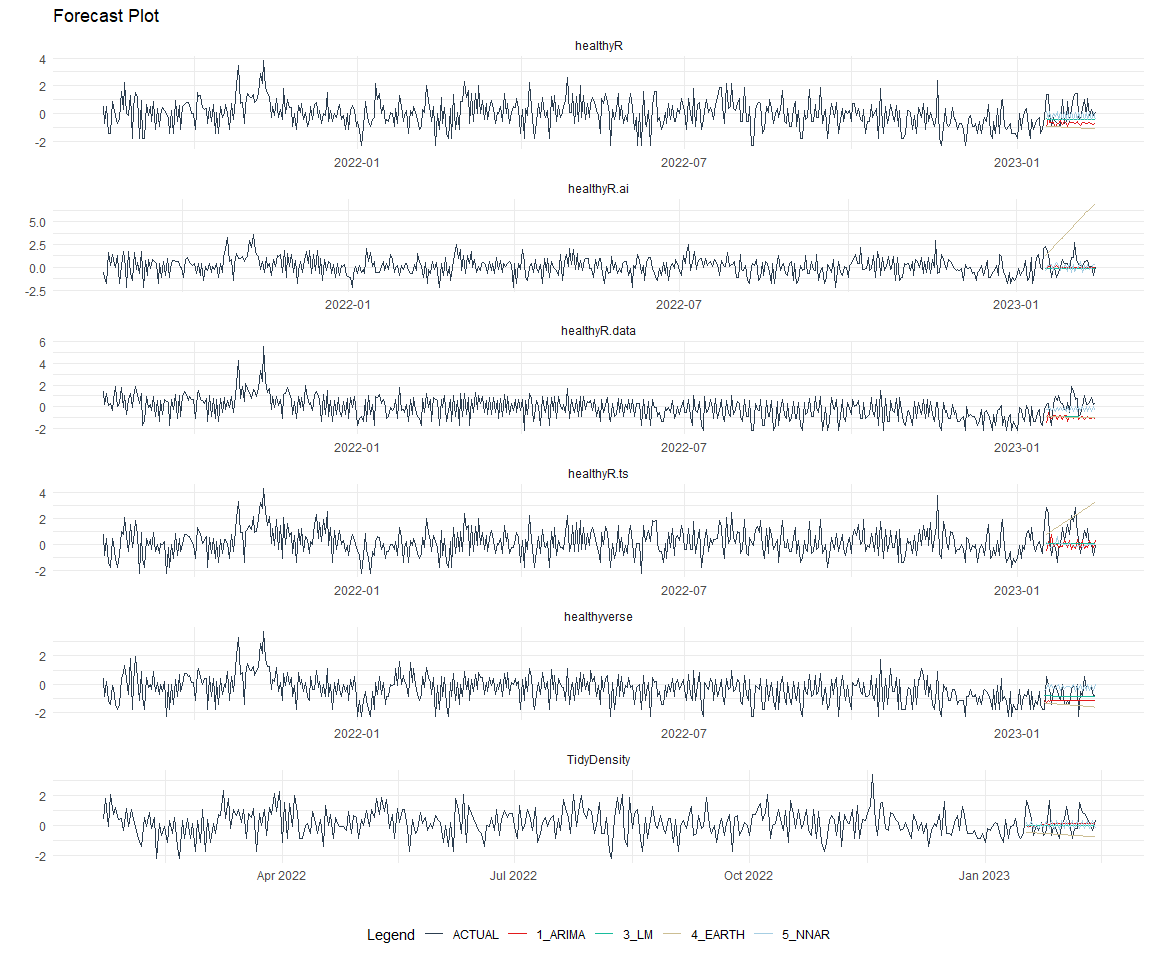 Forecast Plot
healthyR
4
2
0
-2
2022-01 2022-07 2023-01
healthyR.ai
5.0
2.5
0.0
-2.5
2022-01 2022-07 2023-01
healthyR.data
6
4
2
0
-2
2022-01 2022-07 2023-01
healthyR.ts
4
2
0
-2
2022-01 2022-07 2023-01
healthyverse
2
0
-2
2022-01 2022-07 2023-01
TidyDensity
2
0
-2
Apr 2022 Jul 2022 Oct 2022 Jan 2023
Legend ACTUAL 1_ARIMA 3_LM 4_EARTH 5_NNAR